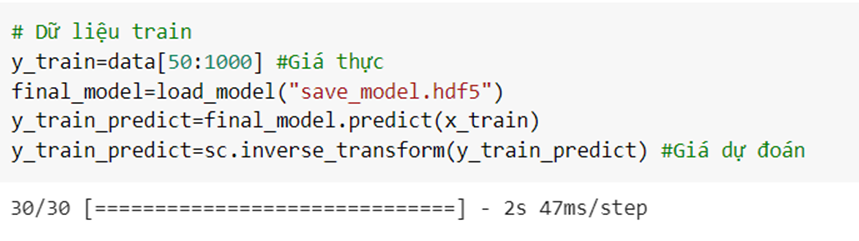 # Dữ liệu train
y_train=data[50:1000] #Giá thực
final_model=load_model("save_model.hdf5")
y_train_predict=final_model.predict(x_train)
y_train_predict=sc.inverse_transform(y_train_predict) #Giá dự đoán
30/30 [==============================] - 2s 47ms/step